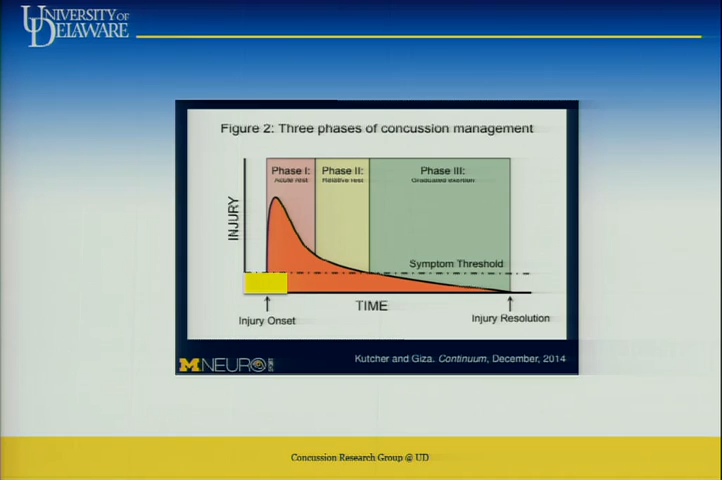 UNIVERSITY OF
DELAWARE
Figure 2: Three phases of concussion management
Phase I:
Acute rest
Phase II:
Relative rest
Phase III:
Graduated exertion
INJURY
Symptom Threshold
TIME
Injury Onset
Injury Resolution
MNEURO
Kutcher and Giza. Continuum, December, 2014
Concussion Research Group @ UD